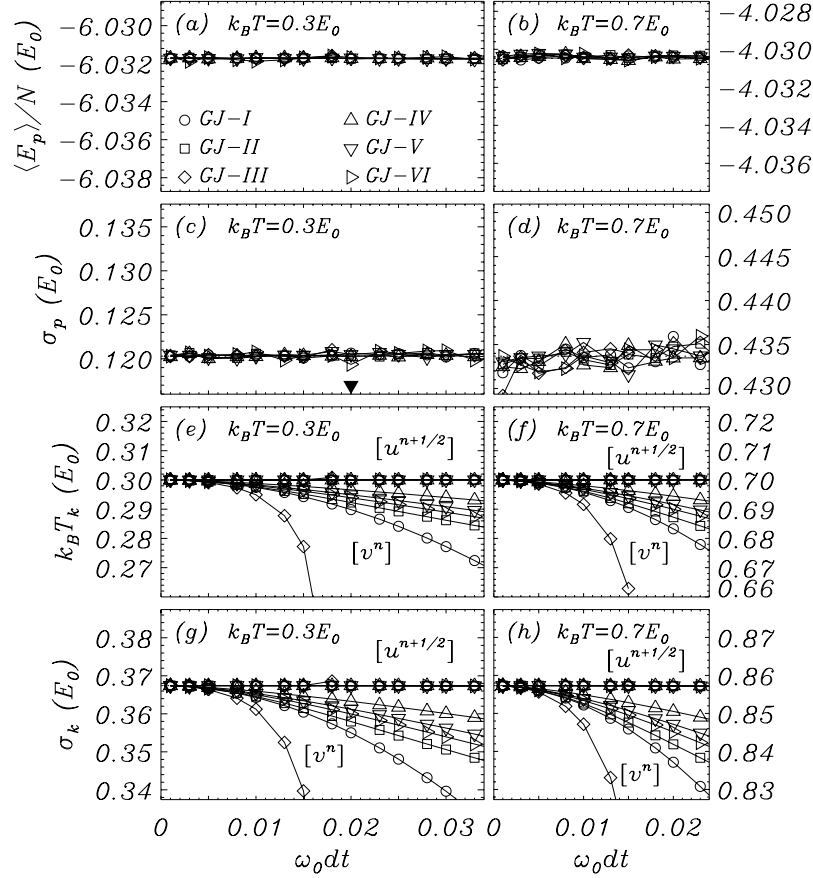 (a) k_BT=0.3E_0
(b) k_BT=0.7E_0
⟨E_p⟩/N (E_0)
−6.030
−6.032
−6.034
−6.036
−6.038
GJ−I
GJ−II
GJ−III
GJ−IV
GJ−V
GJ−VI
−4.028
−4.030
−4.032
−4.034
−4.036
(c) k_BT=0.3E_0
(d) k_BT=0.7E_0
σ_p (E_0)
0.135
0.130
0.125
0.120
0.450
0.445
0.440
0.435
0.430
(e) k_BT=0.3E_0
(f) k_BT=0.7E_0
k_BT_k (E_0)
0.32
0.31
0.30
0.29
0.28
0.27
[u^{n+1/2}]
[v^n]
[u^{n+1/2}]
[v^n]
0.72
0.71
0.70
0.69
0.68
0.67
0.66
(g) k_BT=0.3E_0
(h) k_BT=0.7E_0
σ_k (E_0)
0.38
0.37
0.36
0.35
0.34
[u^{n+1/2}]
[v^n]
[u^{n+1/2}]
[v^n]
0.87
0.86
0.85
0.84
0.83
0 0.01 0.02 0.03
0 0.01 0.02
ω_0dt
ω_0dt